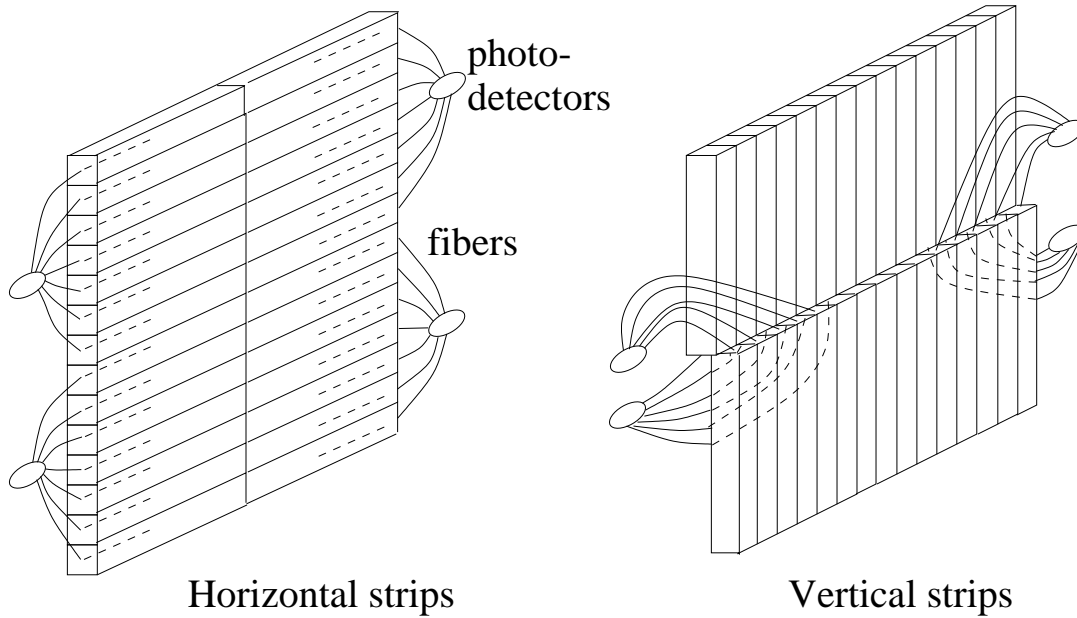 photo-
detectors
fibers
Horizontal strips
Vertical strips